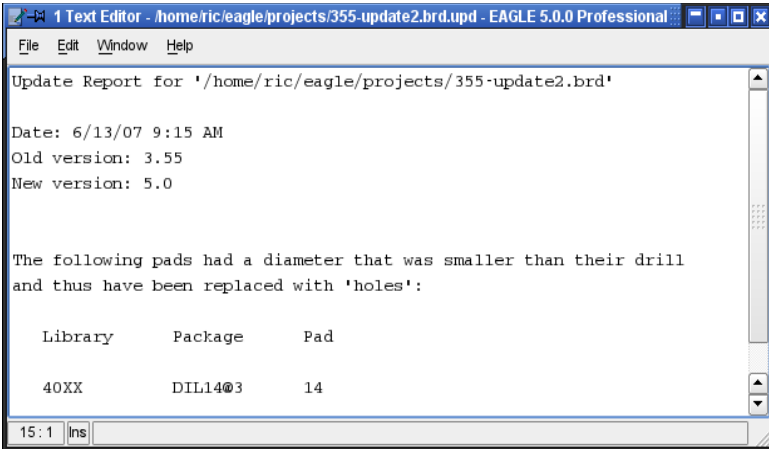 1 Text Editor - /home/ric/eagle/projects/355-update2.brd.upd - EAGLE 5.0.0 Professional
File Edit Window Help
Update Report for '/home/ric/eagle/projects/355-update2.brd'
Date: 6/13/07 9:15 AM
Old version: 3.55
New version: 5.0
The following pads had a diameter that was smaller than their drill
and thus have been replaced with 'holes':
Library Package Pad
40XX DIL14@3 14
15:1 Ins